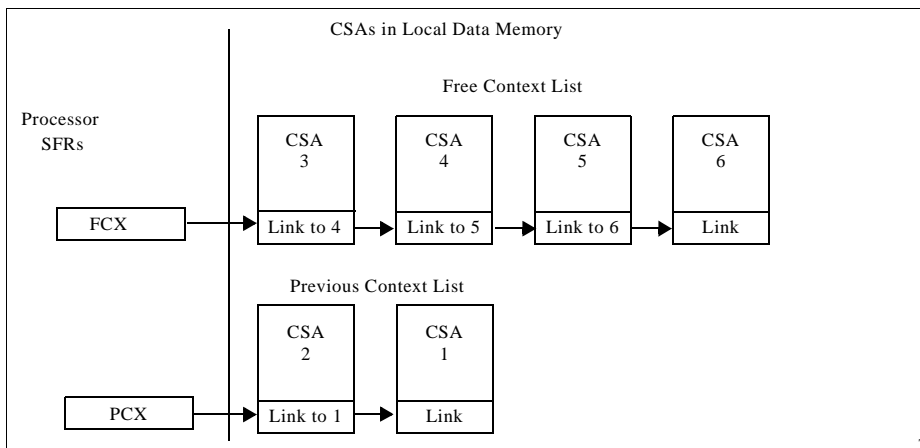 CSAs in Local Data Memory
Free Context List
Processor
SFRs
CSA
3
CSA
4
CSA
5
CSA
6
FCX
Link to 4
Link to 5
Link to 6
Link
Previous Context List
CSA
2
CSA
1
PCX
Link to 1
Link